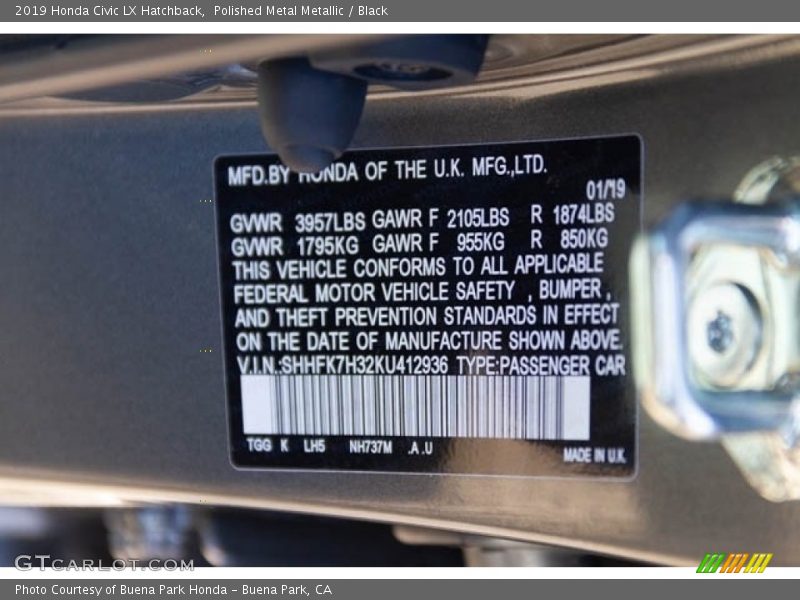 2019 Honda Civic LX Hatchback, Polished Metal Metallic / Black
MFD.BY HONDA OF THE U.K. MFG.,LTD.
01/19
GVWR 3957LBS GAWR F 2105LBS R 1874LBS
GVWR 1795KG GAWR F 955KG R 850KG
THIS VEHICLE CONFORMS TO ALL APPLICABLE
FEDERAL MOTOR VEHICLE SAFETY , BUMPER ,
AND THEFT PREVENTION STANDARDS IN EFFECT
ON THE DATE OF MANUFACTURE SHOWN ABOVE.
V.I.N.:SHHFK7H32KU412936 TYPE:PASSENGER CAR
TGG K LH5 NH737M .A.U
MADE IN U.K.
GTCARLOT.COM
Photo Courtesy of Buena Park Honda - Buena Park, CA